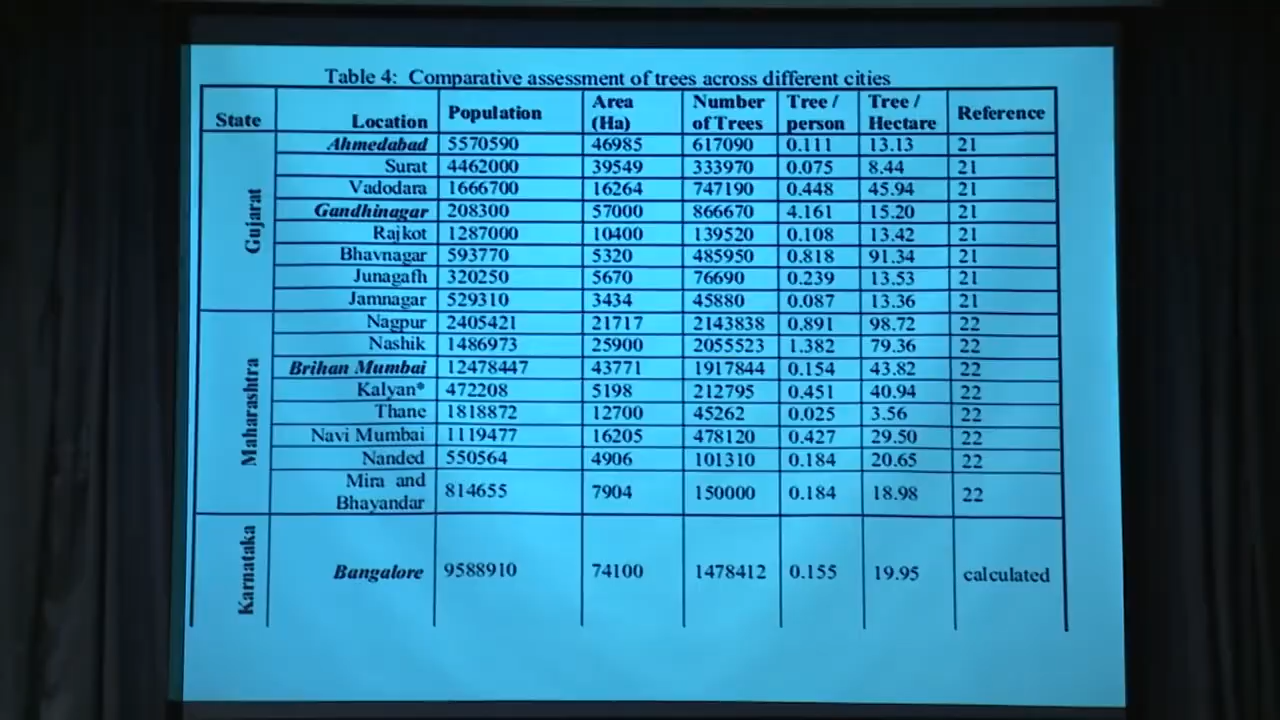 Table 4: Comparative assessment of trees across different cities
State Location Population Area (Ha) Number of Trees Tree / person Tree / Hectare Reference
Gujarat
Ahmedabad 5570590 46985 617090 0.111 13.13 21
Surat 4462000 39549 333970 0.075 8.44 21
Vadodara 1666700 16264 747190 0.448 45.94 21
Gandhinagar 208300 57000 866670 4.161 15.20 21
Rajkot 1287000 10400 139520 0.108 13.42 21
Bhavnagar 593770 5320 485950 0.818 91.34 21
Junagafh 320250 5670 76690 0.239 13.53 21
Jamnagar 529310 3434 45880 0.087 13.36 21
Maharashtra
Nagpur 2405421 21717 2143838 0.891 98.72 22
Nashik 1486973 25900 2055523 1.382 79.36 22
Brihan Mumbai 12478447 43771 1917844 0.154 43.82 22
Kalyan* 472208 5198 212795 0.451 40.94 22
Thane 1818872 12700 45262 0.025 3.56 22
Navi Mumbai 1119477 16205 478120 0.427 29.50 22
Nanded 550564 4906 101310 0.184 20.65 22
Mira and Bhayandar 814655 7904 150000 0.184 18.98 22
Karnataka
Bangalore 9588910 74100 1478412 0.155 19.95 calculated